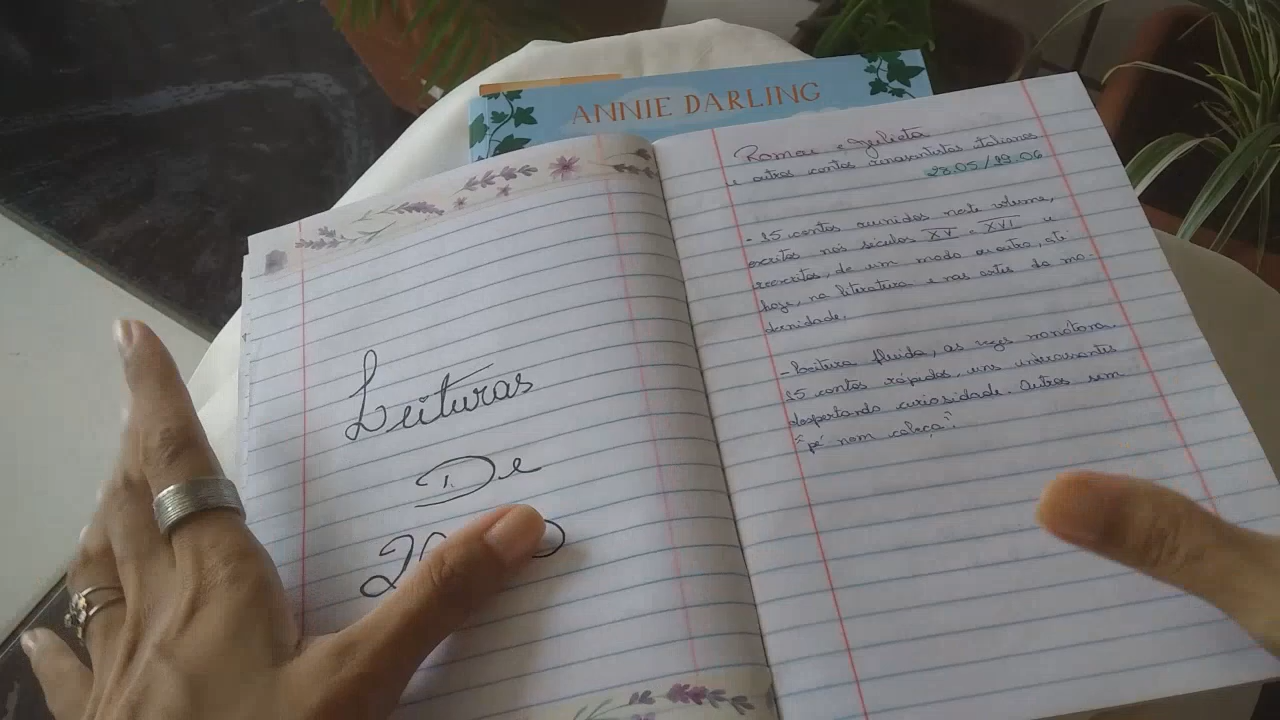 ANNIE DARLING
Leituras
De
Romeu e Julieta
e outros contos renascentistas italianos
28.05/19.06
- 15 contos reunidos neste volume,
escritos nos séculos XV e XVI e
reescritos, de um modo ou outro, até
hoje, na literatura e nas artes da mo-
dernidade.
- Leitura fluida, as vezes monótona.
15 contos rápidos, uns interessantes
despertando curiosidade. Outros sem
"pé nem cabeça".